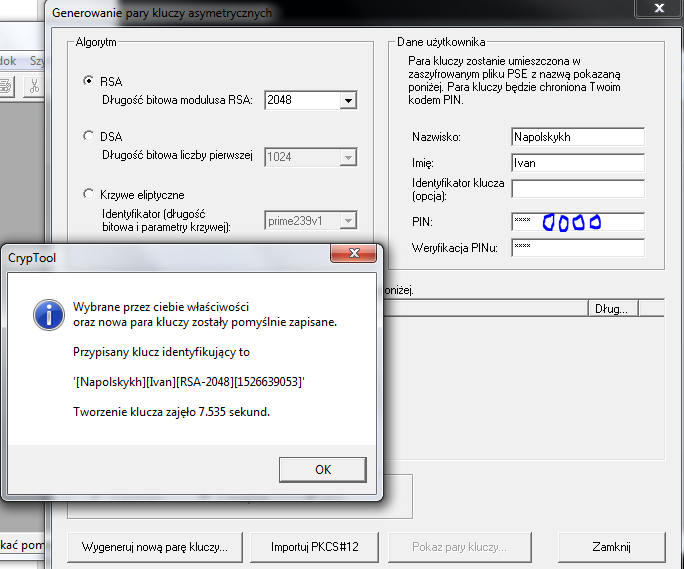 Generowanie pary kluczy asymetrycznych
Algorytm
RSA
Długość bitowa modulusa RSA: 2048
DSA
Długość bitowa liczby pierwszej 1024
Krzywe eliptyczne
Identyfikator (długość
bitowa i parametry krzywej): prime239v1
Dane użytkownika
Para kluczy zostanie umieszczona w
zaszyfrowanym pliku PSE z nazwą pokazaną
poniżej. Para kluczy będzie chroniona Twoim
kodem PIN.
Nazwisko: Napolskykh
Imię: Ivan
Identyfikator klucza
(opcja):
PIN: **** 0000
Weryfikacja PINu: ****
oniżej.
Dług...
CrypTool
Wybrane przez ciebie właściwości
oraz nowa para kluczy zostały pomyślnie zapisane.
Przypisany klucz identyfikujący to
'[Napolskykh][Ivan][RSA-2048][1526639053]'
Tworzenie klucza zajęło 7.535 sekund.
OK
dok Szy
kać pom
Wygeneruj nową parę kluczy...
Importuj PKCS#12
Pokaz pary kluczy...
Zamknij